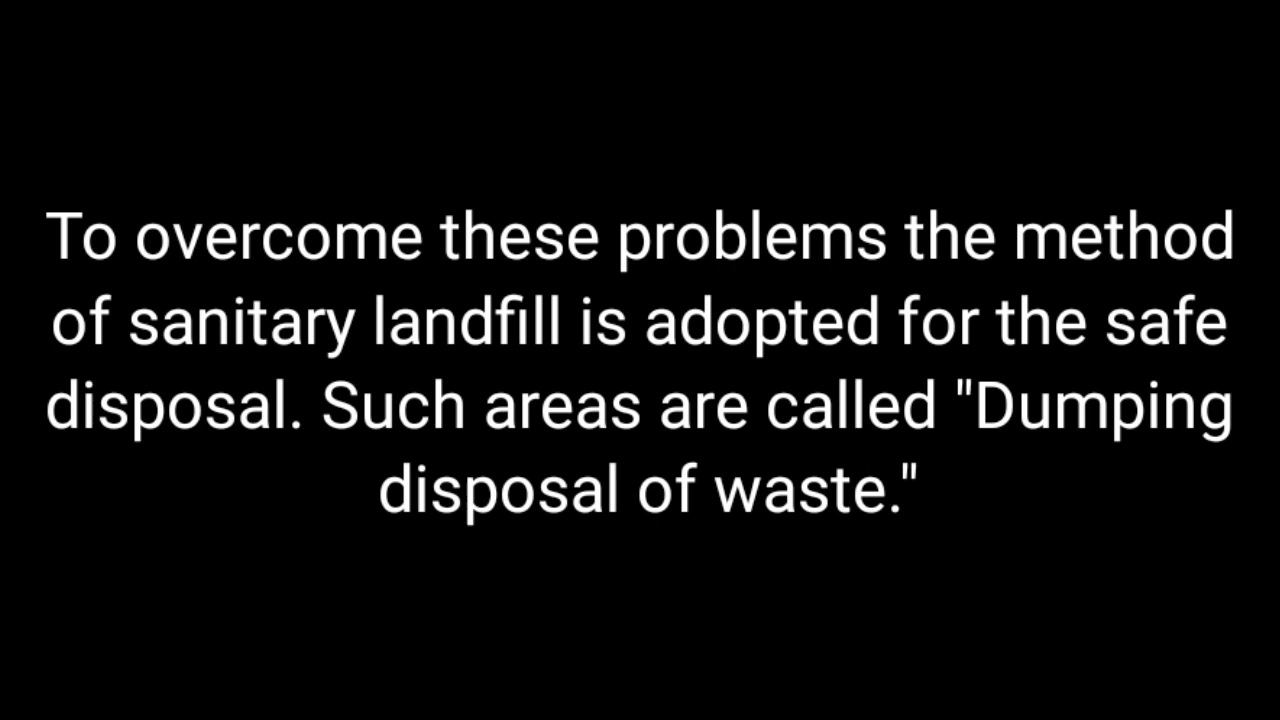 To overcome these problems the method
of sanitary landfill is adopted for the safe
disposal. Such areas are called "Dumping
disposal of waste."